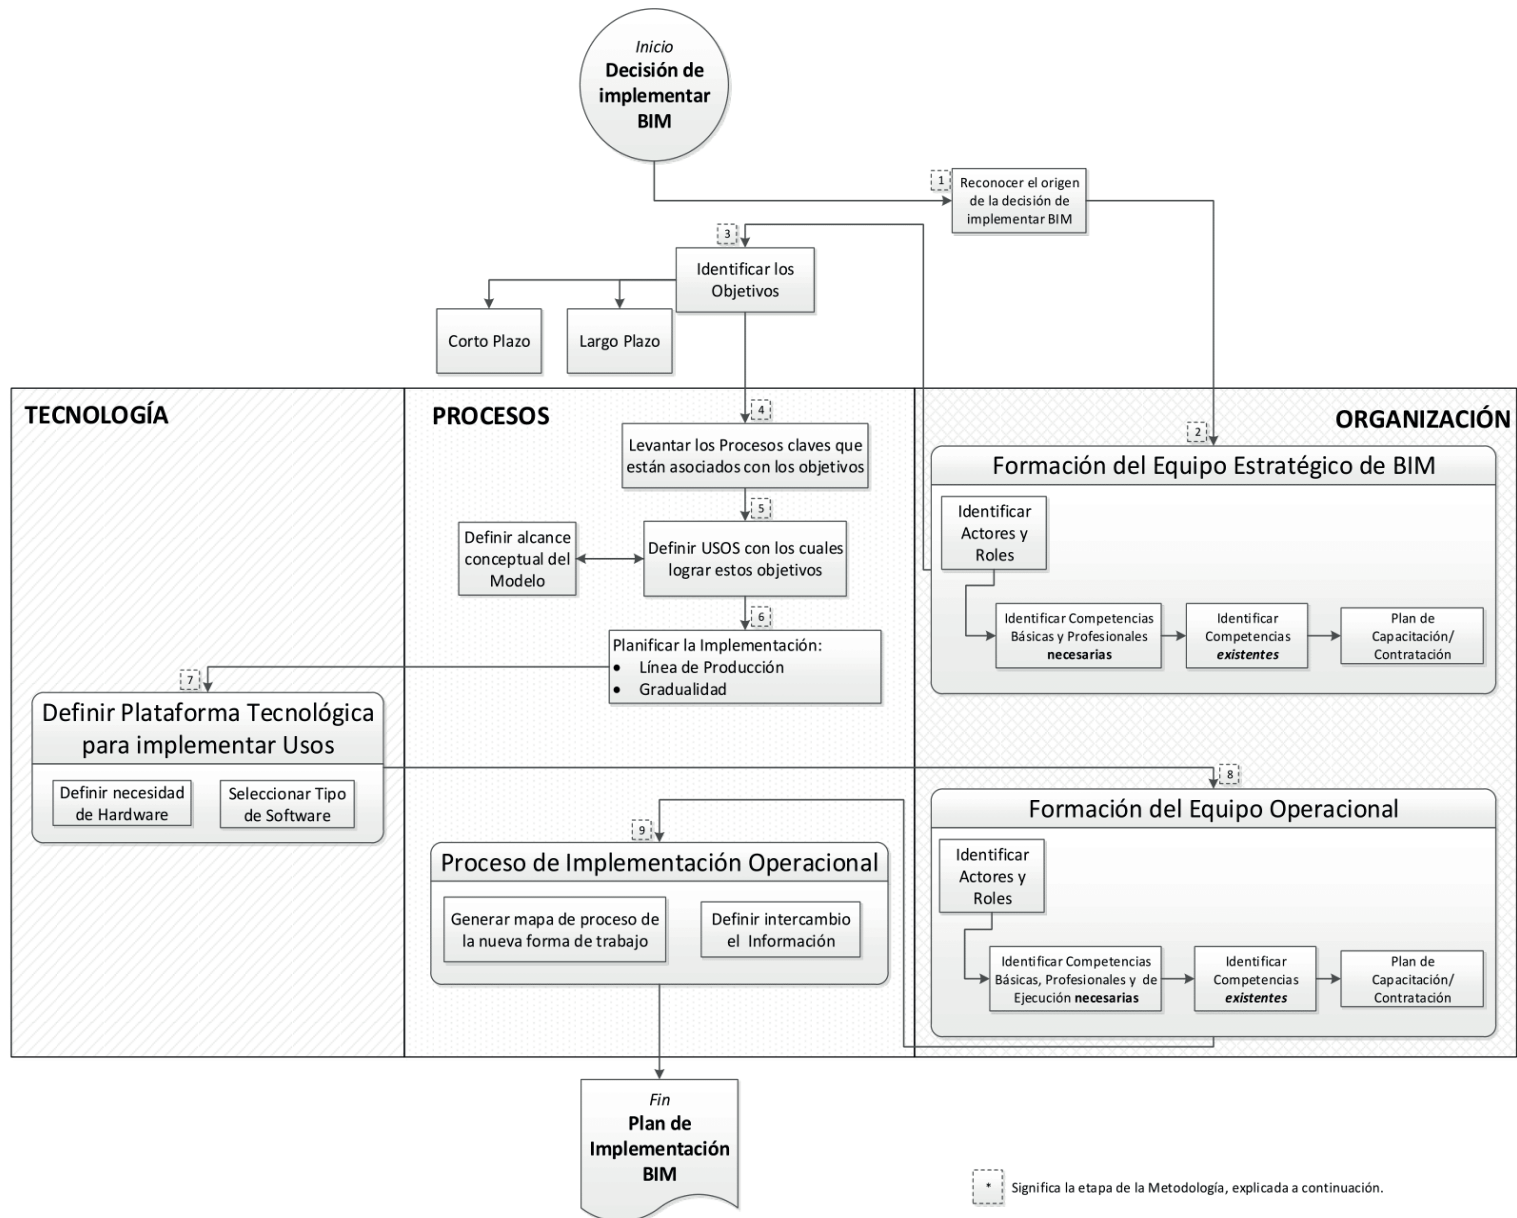 Inicio
Decisión de
implementar
BIM
1
Reconocer el origen
de la decisión de
implementar BIM
3
Identificar los
Objetivos
Corto Plazo
Largo Plazo
TECNOLOGÍA
PROCESOS
ORGANIZACIÓN
4
Levantar los Procesos claves que
están asociados con los objetivos
5
Definir alcance
conceptual del
Modelo
Definir USOS con los cuales
lograr estos objetivos
6
Planificar la Implementación:
• Línea de Producción
• Gradualidad
2
Formación del Equipo Estratégico de BIM
Identificar
Actores y
Roles
Identificar Competencias
Básicas y Profesionales
necesarias
Identificar
Competencias
existentes
Plan de
Capacitación/
Contratación
7
Definir Plataforma Tecnológica
para implementar Usos
Definir necesidad
de Hardware
Seleccionar Tipo
de Software
8
Formación del Equipo Operacional
Identificar
Actores y
Roles
Identificar Competencias
Básicas, Profesionales y de
Ejecución necesarias
Identificar
Competencias
existentes
Plan de
Capacitación/
Contratación
9
Proceso de Implementación Operacional
Generar mapa de proceso de
la nueva forma de trabajo
Definir intercambio
el Información
Fin
Plan de
Implementación
BIM
* Significa la etapa de la Metodología, explicada a continuación.